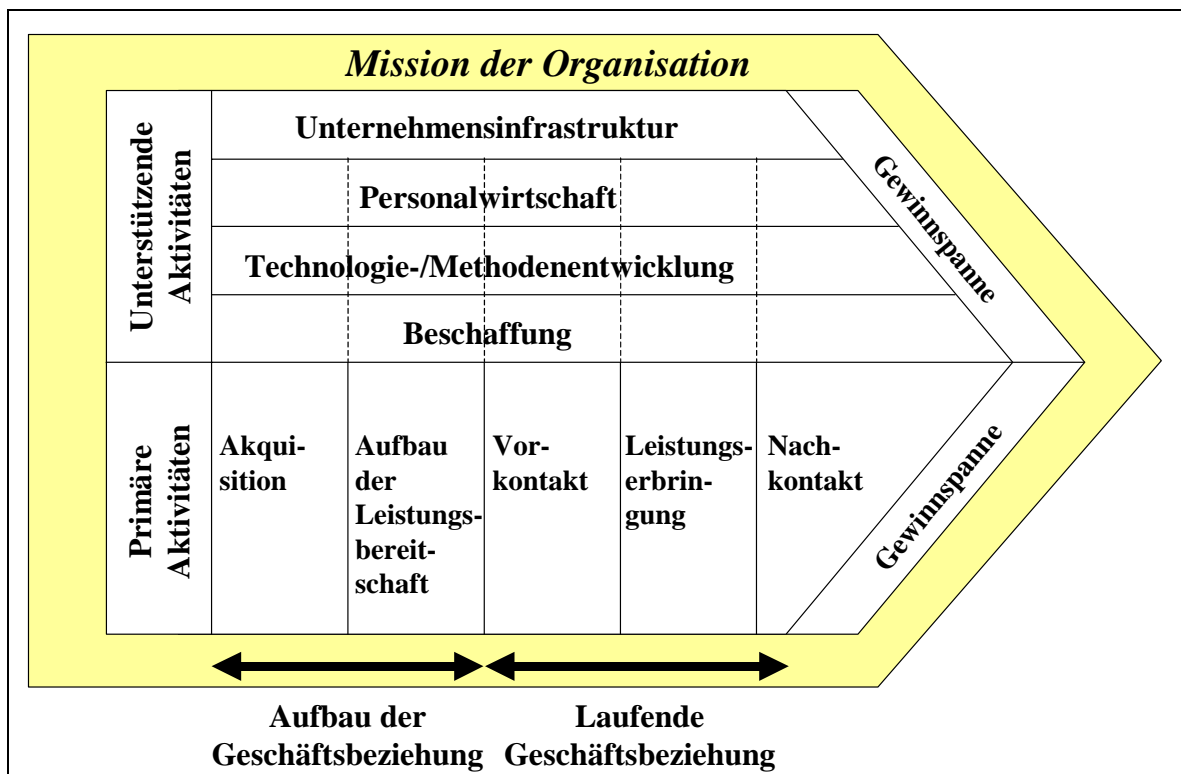 Mission der Organisation
Unterstützende
Aktivitäten
Unternehmensinfrastruktur
Personalwirtschaft
Technologie-/Methodenentwicklung
Beschaffung
Gewinnspanne
Primäre
Aktivitäten
Akqui-
sition
Aufbau
der
Leistungs-
bereit-
schaft
Vor-
kontakt
Leistungs-
erbrin-
gung
Nach-
kontakt
Gewinnspanne
Aufbau der
Geschäftsbeziehung
Laufende
Geschäftsbeziehung